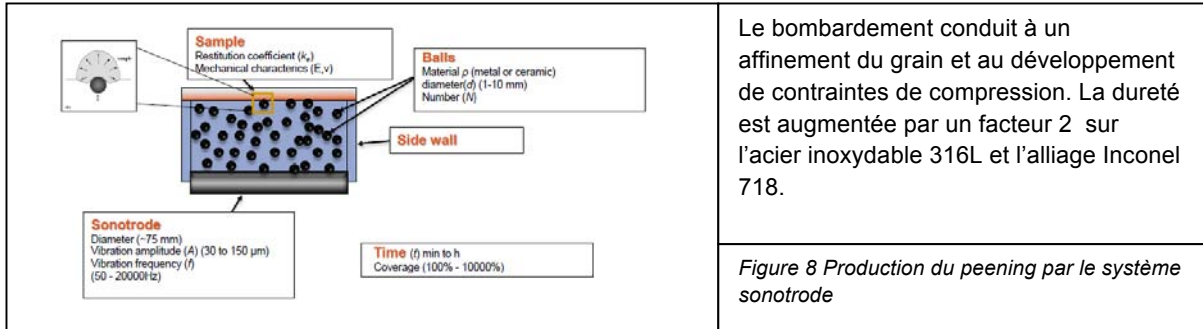 Sample
Restitution coefficient (kₑ)
Mechanical characterics (E,ν)
Balls
Material ρ (metal or ceramic)
diameter(d) (1-10 mm)
Number (N)
Side wall
Sonotrode
Diameter (~75 mm)
Vibration amplitude (A) (30 to 150 µm)
Vibration frequency (f)
(50 - 20000Hz)
Time (t) min to h
Coverage (100% - 10000%)
Le bombardement conduit à un
affinement du grain et au développement
de contraintes de compression. La dureté
est augmentée par un facteur 2 sur
l’acier inoxydable 316L et l’alliage Inconel
718.
Figure 8 Production du peening par le système
sonotrode